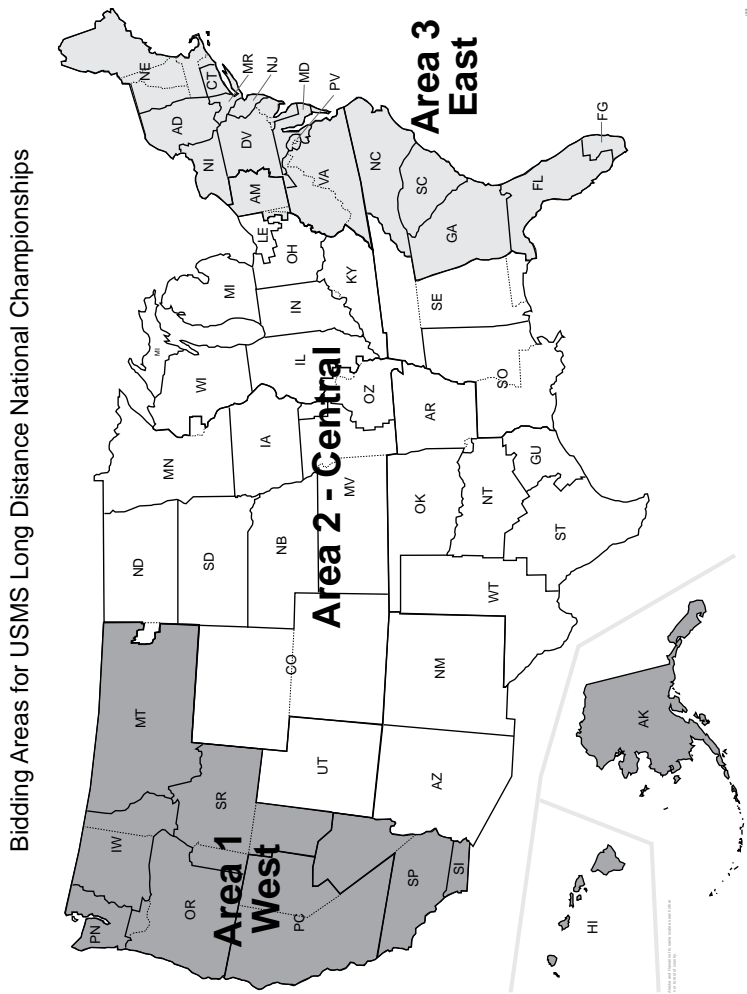 Bidding Areas for USMS Long Distance National Championships
Area 1
West
Area 2 - Central
Area 3
East
PN
IW
MT
OR
SR
PC
SP
SI
UT
AZ
CO
NM
ND
SD
NB
MV
MN
IA
WI
MI
MI
IL
IN
OH
LE
KY
OZ
AR
OK
NT
WT
ST
GU
SO
SE
NE
CT
MR
NJ
MD
PV
AD
NI
DV
AM
VA
NC
SC
GA
FL
FG
AK
HI